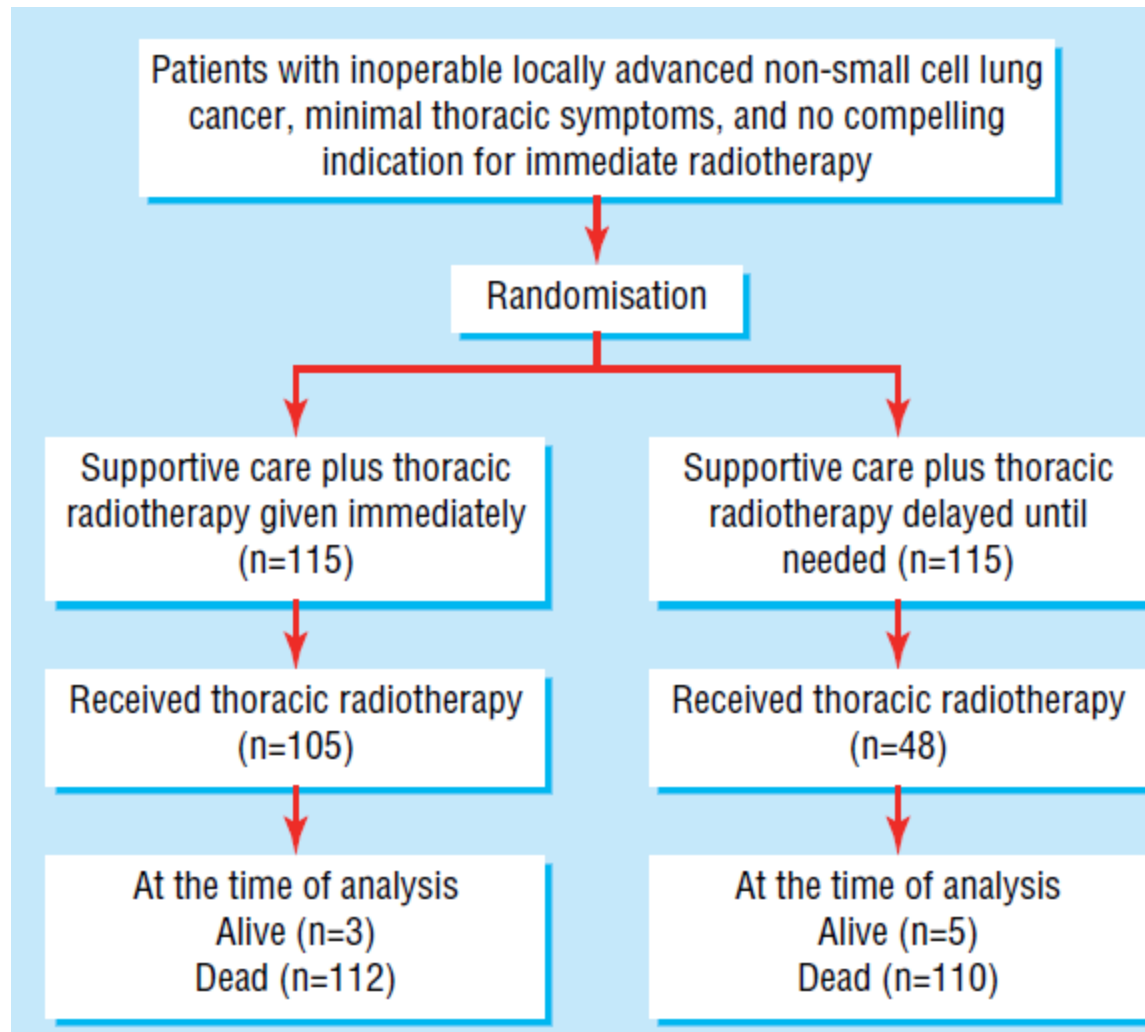 Patients with inoperable locally advanced non-small cell lung
cancer, minimal thoracic symptoms, and no compelling
indication for immediate radiotherapy
Randomisation
Supportive care plus thoracic
radiotherapy given immediately
(n=115)
Supportive care plus thoracic
radiotherapy delayed until
needed (n=115)
Received thoracic radiotherapy
(n=105)
Received thoracic radiotherapy
(n=48)
At the time of analysis
Alive (n=3)
Dead (n=112)
At the time of analysis
Alive (n=5)
Dead (n=110)